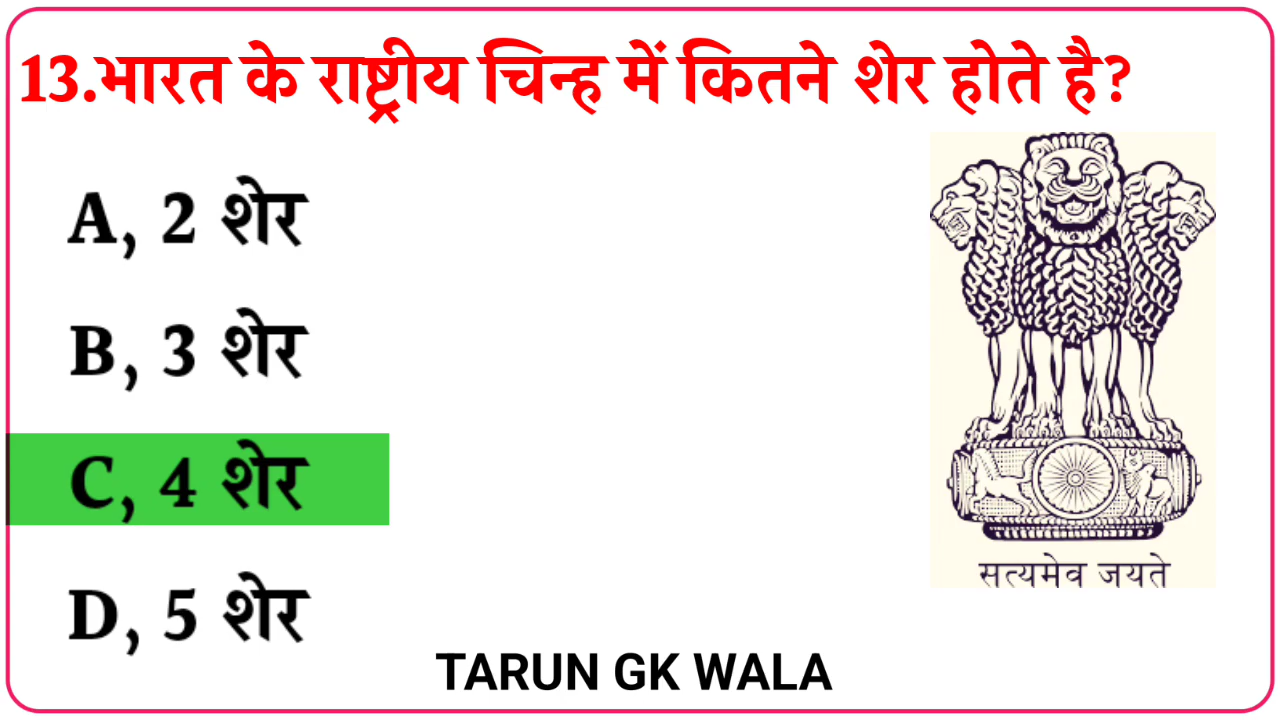 13.भारत के राष्ट्रीय चिन्ह में कितने शेर होते है?
A, 2 शेर
B, 3 शेर
C, 4 शेर
D, 5 शेर
सत्यमेव जयते
TARUN GK WALA